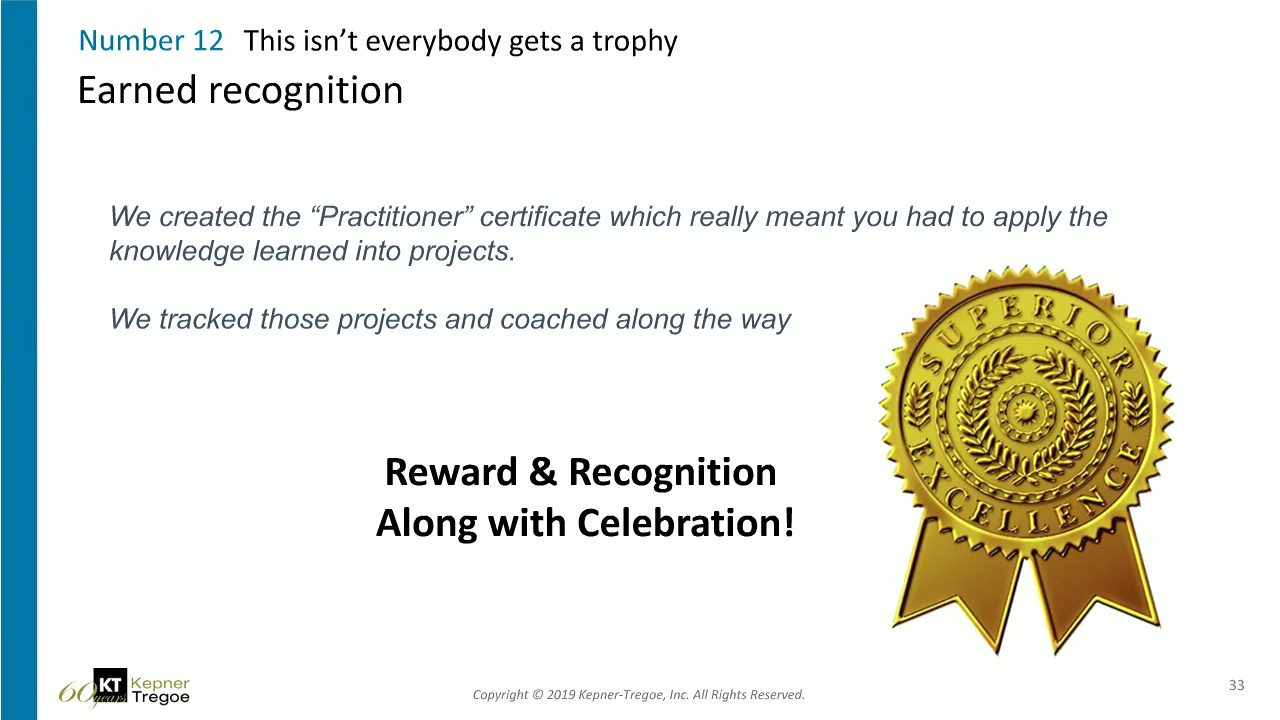 Number 12 This isn’t everybody gets a trophy
Earned recognition
We created the “Practitioner” certificate which really meant you had to apply the
knowledge learned into projects.
We tracked those projects and coached along the way
SUPERIOR
EXCELLENCE
Reward & Recognition
Along with Celebration!
60 years
KT
Kepner
Tregoe
Copyright © 2019 Kepner-Tregoe, Inc. All Rights Reserved.
33